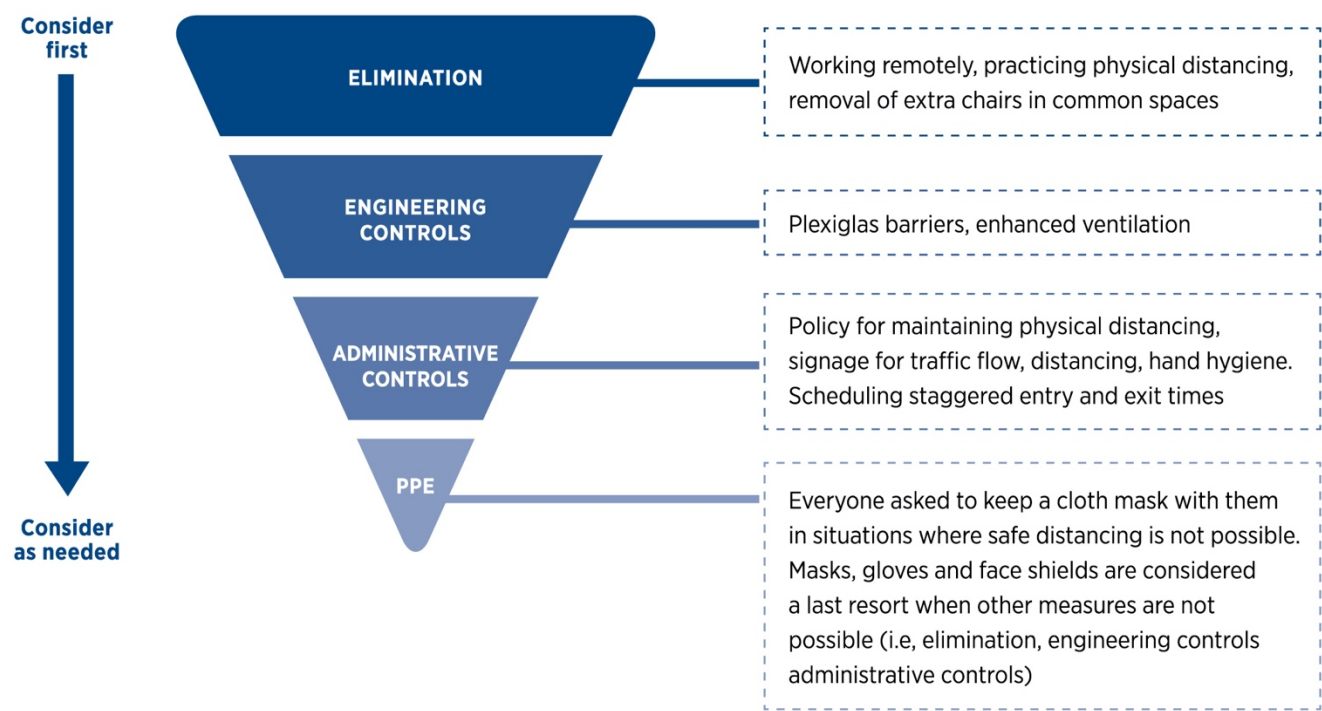 Consider
first
ELIMINATION
Working remotely, practicing physical distancing,
removal of extra chairs in common spaces
ENGINEERING
CONTROLS
Plexiglas barriers, enhanced ventilation
ADMINISTRATIVE
CONTROLS
Policy for maintaining physical distancing,
signage for traffic flow, distancing, hand hygiene.
Scheduling staggered entry and exit times
PPE
Everyone asked to keep a cloth mask with them
in situations where safe distancing is not possible.
Masks, gloves and face shields are considered
a last resort when other measures are not
possible (i.e, elimination, engineering controls
administrative controls)
Consider
as needed